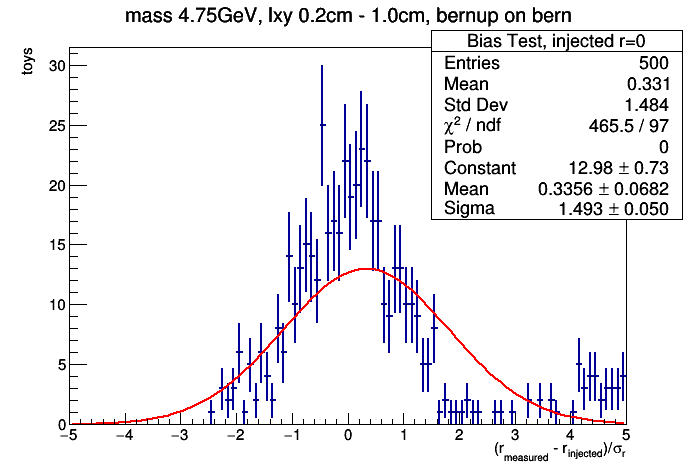 mass 4.75GeV, lxy 0.2cm - 1.0cm, bernup on bern
Bias Test, injected r=0
Entries 500
Mean 0.331
Std Dev 1.484
χ² / ndf 465.5 / 97
Prob 0
Constant 12.98 ± 0.73
Mean 0.3356 ± 0.0682
Sigma 1.493 ± 0.050
toys
30
25
20
15
10
5
0
−5 −4 −3 −2 −1 0 1 2 3 4 5
(r_measured - r_injected)/σ_r